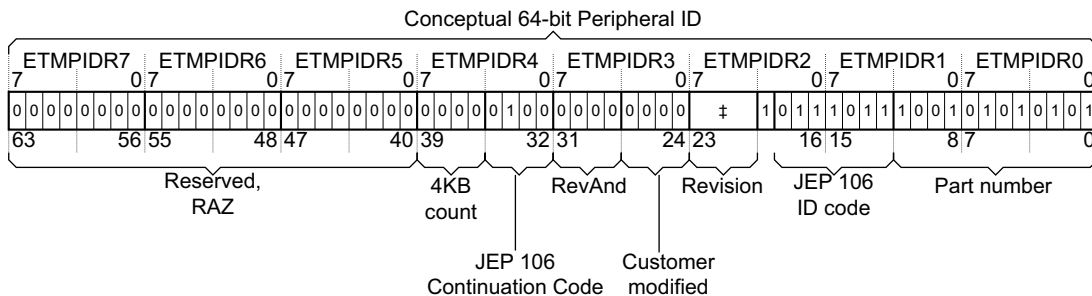 Conceptual 64-bit Peripheral ID
ETMPIDR7 ETMPIDR6 ETMPIDR5 ETMPIDR4 ETMPIDR3 ETMPIDR2 ETMPIDR1 ETMPIDR0
7 0 7 0 7 0 7 0 7 0 7 0 7 0 7 0
0 0 0 0 0 0 0 0 0 0 0 0 0 0 0 0 0 0 0 0 0 0 0 0 0 0 0 0 0 1 0 0 0 0 0 0 0 0 0 0 ‡ 1 0 1 1 1 0 1 1 1 0 0 1 0 1 0 1 0 1 0 1
63 56 55 48 47 40 39 32 31 24 23 16 15 8 7 0
Reserved, RAZ
4KB count
RevAnd
Revision
JEP 106 ID code
Part number
JEP 106
Continuation Code
Customer
modified